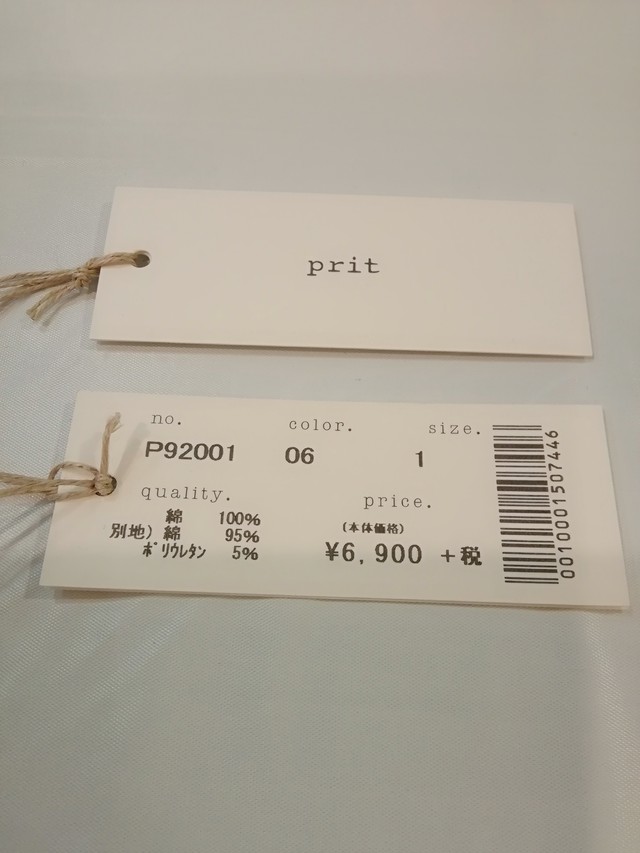 prit
no. color. size.
P92001 06 1
quality. price.
綿 100%
別地) 綿 95%
ポリウレタン 5%
(本体価格)
¥6,900 +税
0010001507446